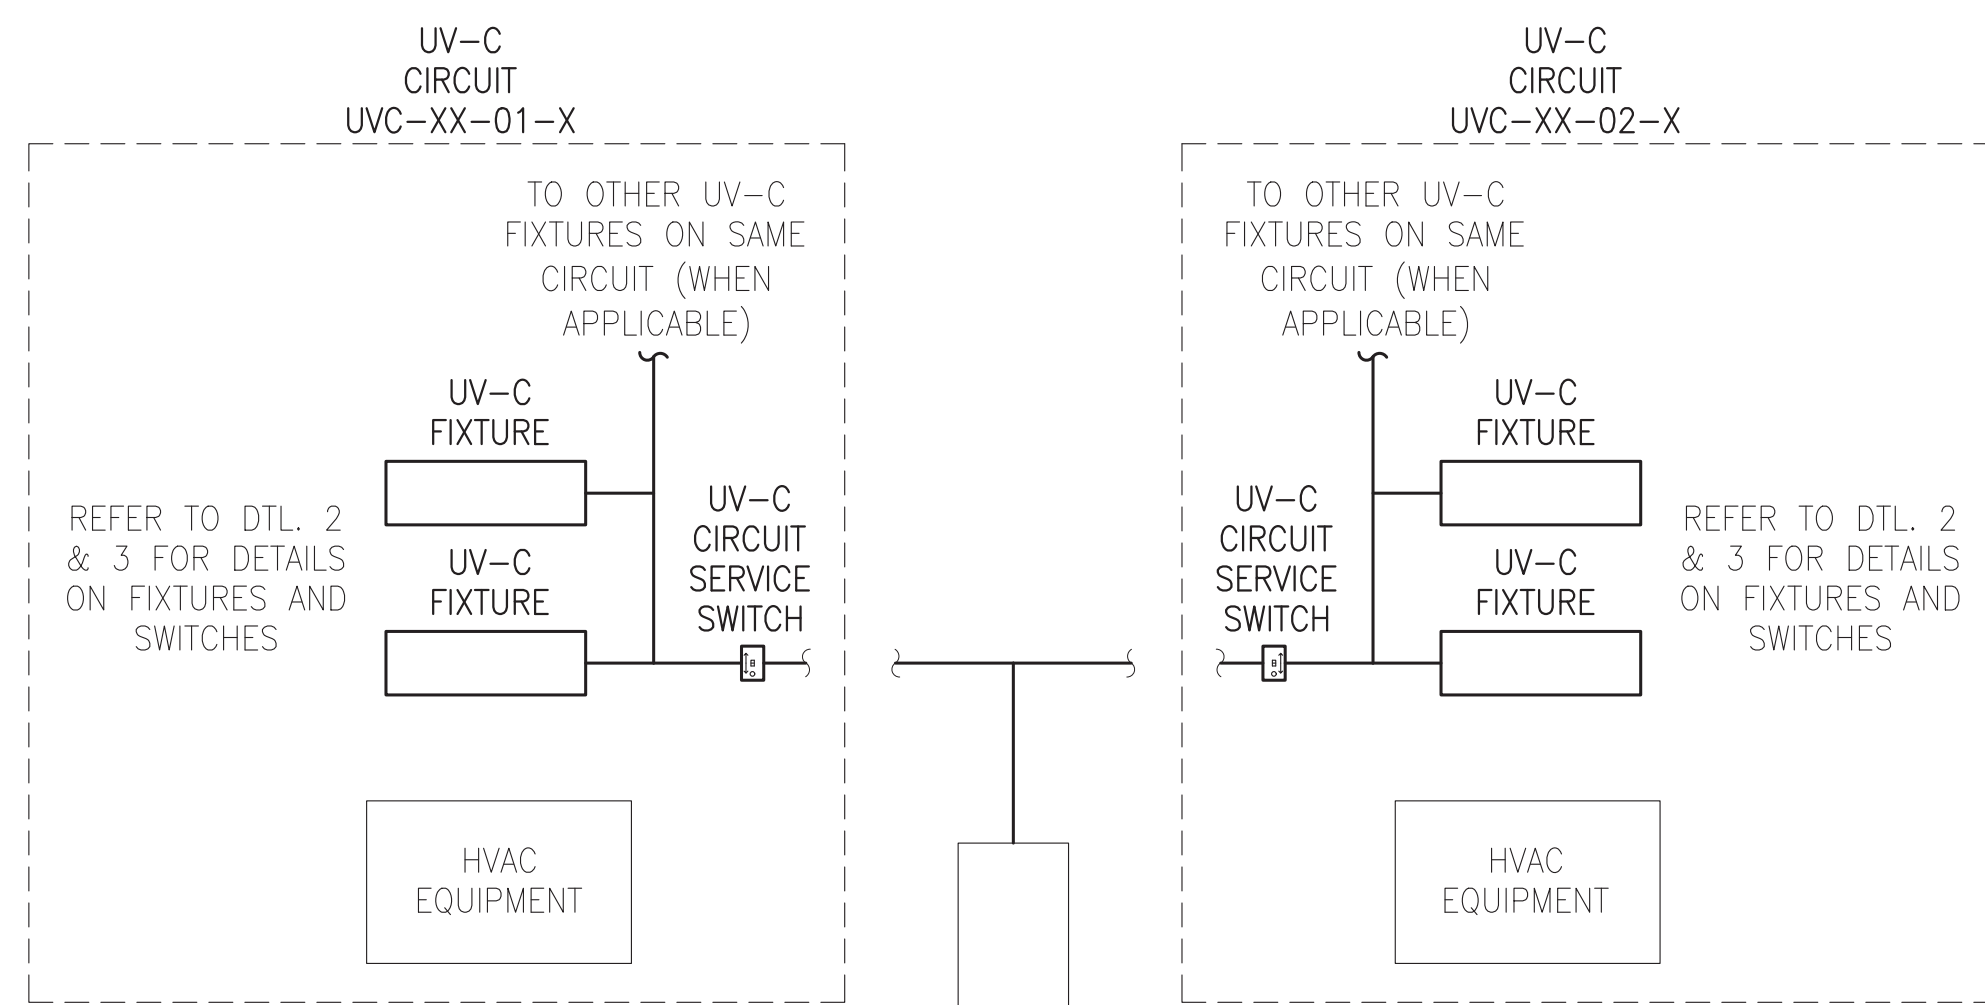 UV-C
CIRCUIT
UVC-XX-01-X
TO OTHER UV-C
FIXTURES ON SAME
CIRCUIT (WHEN
APPLICABLE)
UV-C
FIXTURE
UV-C
FIXTURE
REFER TO DTL. 2
& 3 FOR DETAILS
ON FIXTURES AND
SWITCHES
UV-C
CIRCUIT
SERVICE
SWITCH
HVAC
EQUIPMENT
UV-C
CIRCUIT
UVC-XX-02-X
TO OTHER UV-C
FIXTURES ON SAME
CIRCUIT (WHEN
APPLICABLE)
UV-C
CIRCUIT
SERVICE
SWITCH
UV-C
FIXTURE
UV-C
FIXTURE
REFER TO DTL. 2
& 3 FOR DETAILS
ON FIXTURES AND
SWITCHES
HVAC
EQUIPMENT